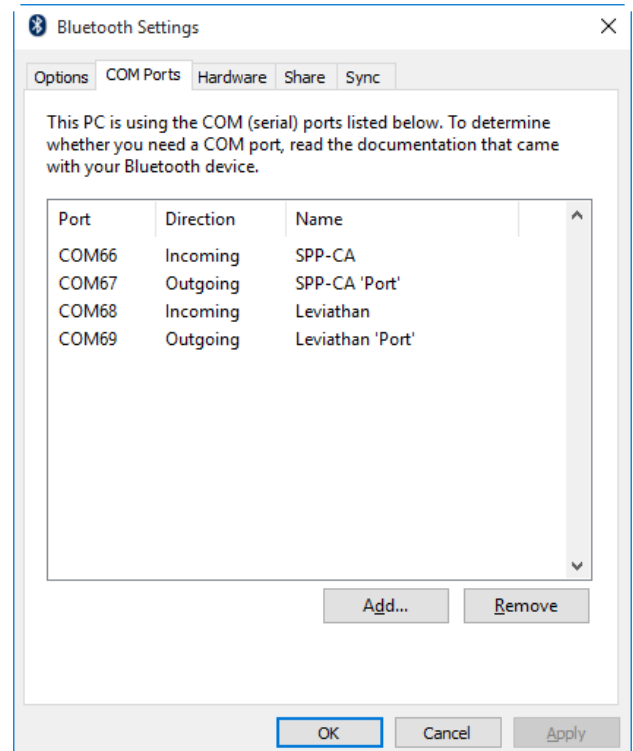 Bluetooth Settings
Options COM Ports Hardware Share Sync
This PC is using the COM (serial) ports listed below. To determine
whether you need a COM port, read the documentation that came
with your Bluetooth device.
Port Direction Name
COM66 Incoming SPP-CA
COM67 Outgoing SPP-CA 'Port'
COM68 Incoming Leviathan
COM69 Outgoing Leviathan 'Port'
Add... Remove
OK Cancel Apply